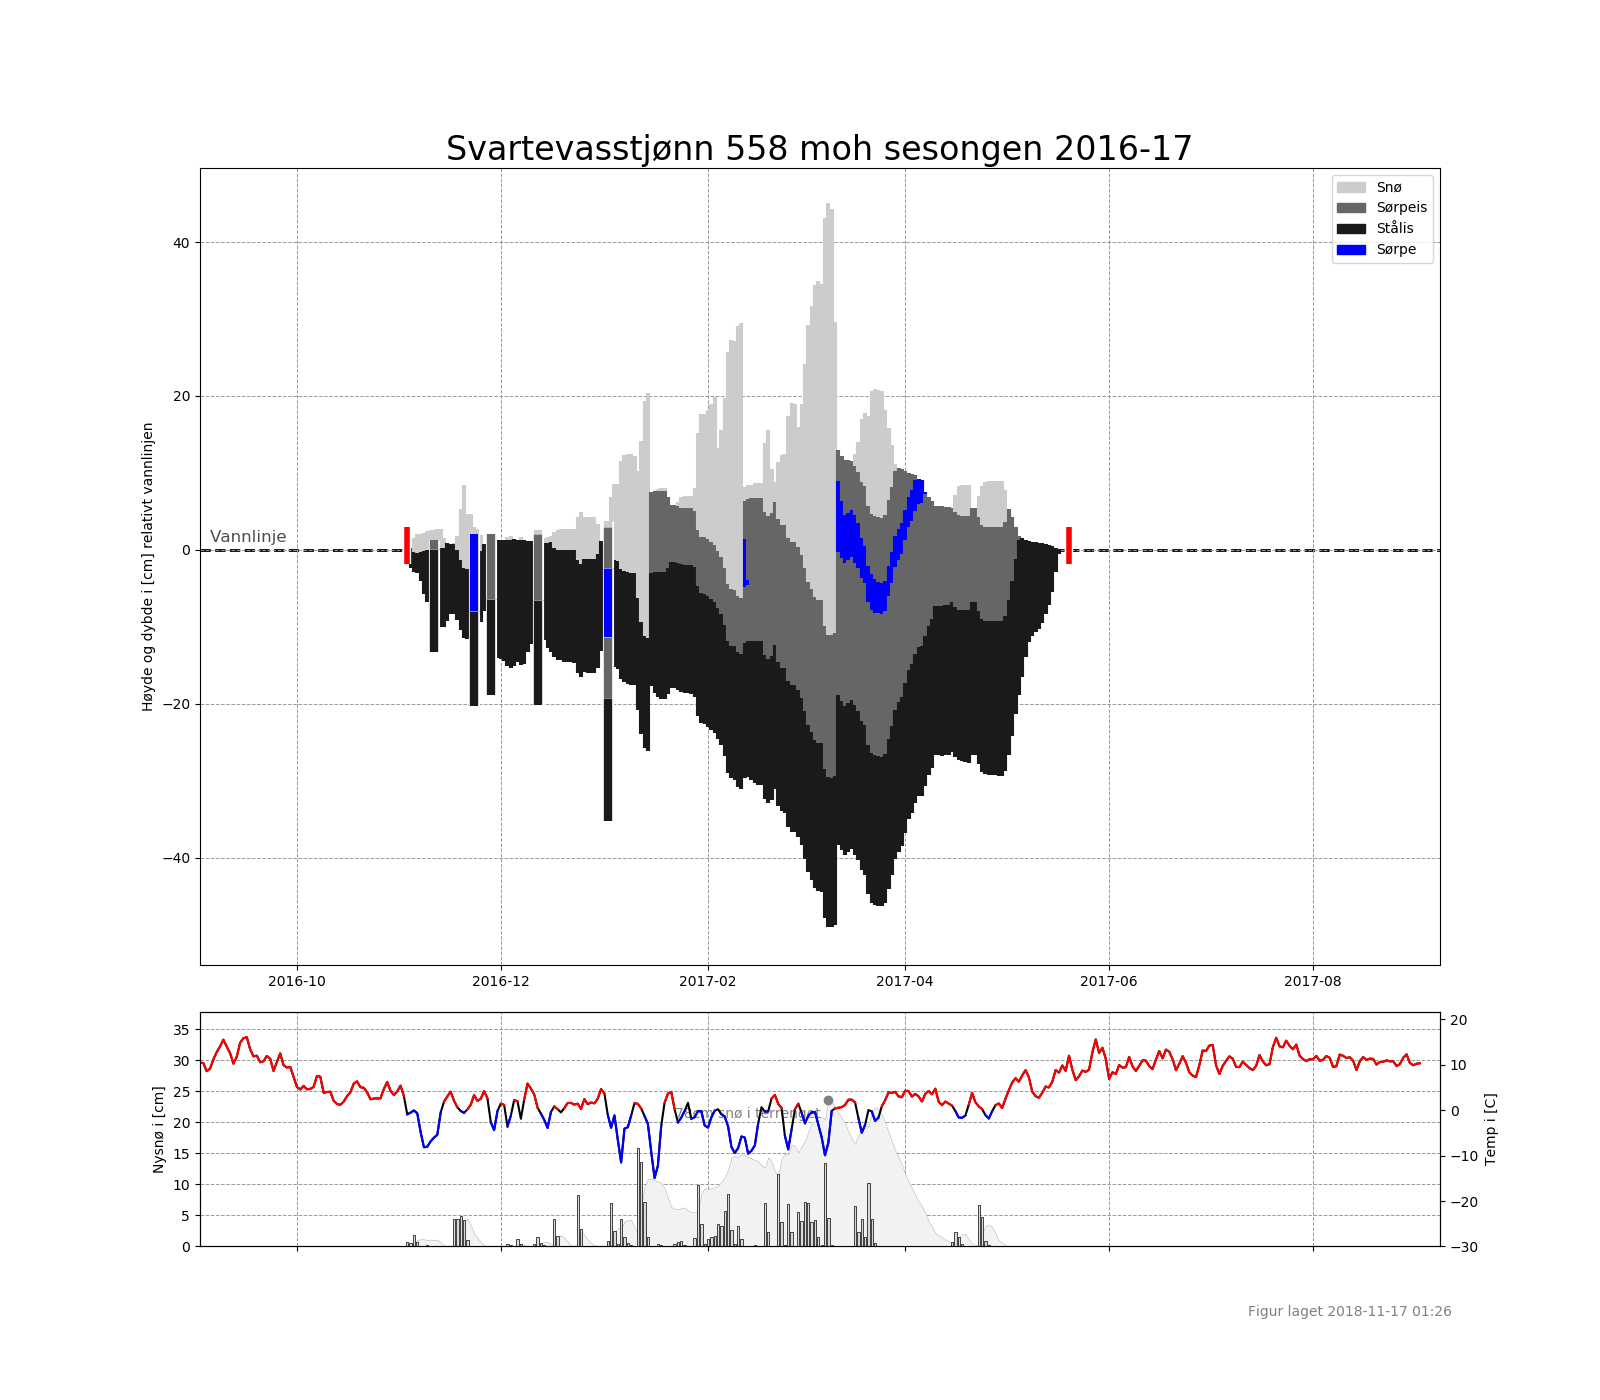 Svartevasstjønn 558 moh sesongen 2016-17
Snø
Sørpeis
Stålis
Sørpe
Høyde og dybde i [cm] relativt vannlinjen
40
20
0
−20
−40
Vannlinje
2016-10 2016-12 2017-02 2017-04 2017-06 2017-08
Nysnø i [cm]
35
30
25
20
15
10
5
0
snø i terrenget
20
10
0
−10
−20
−30
Temp i [C]
Figur laget 2018-11-17 01:26